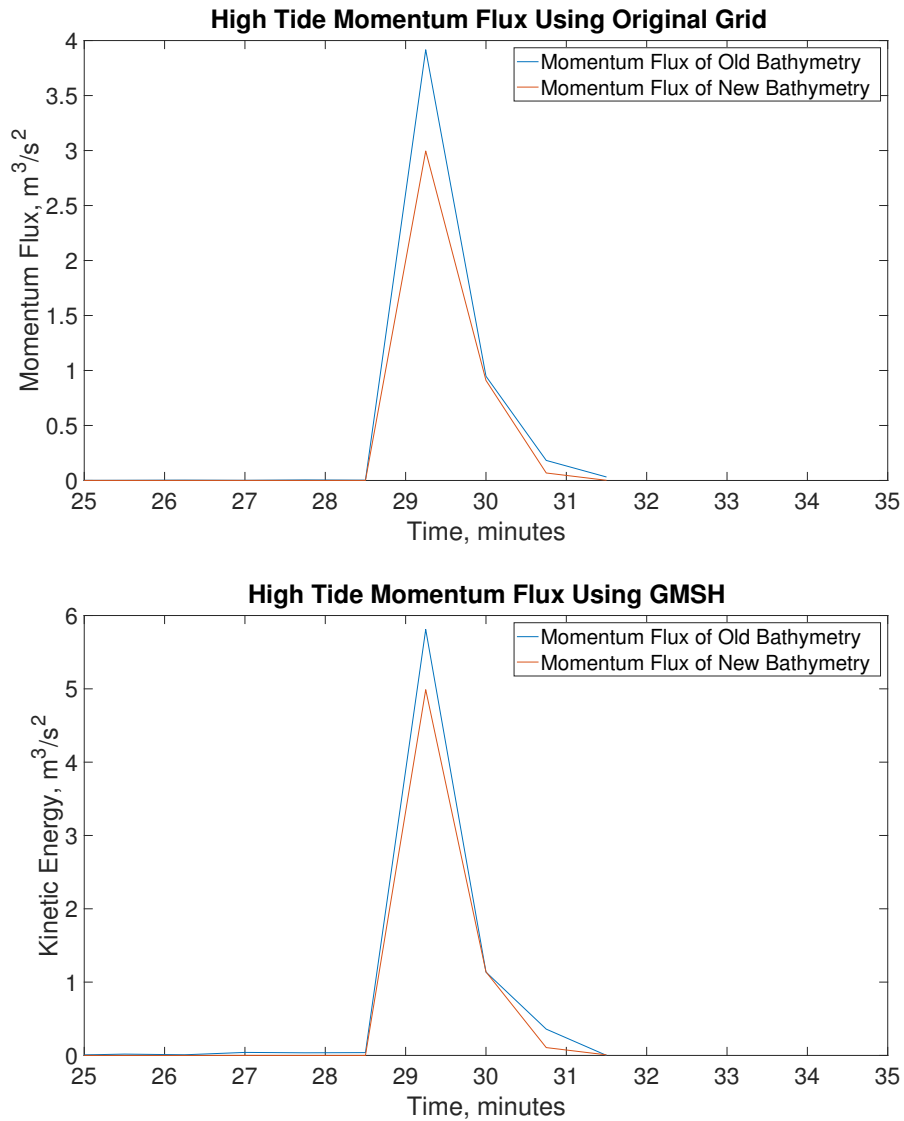 High Tide Momentum Flux Using Original Grid
Momentum Flux of Old Bathymetry
Momentum Flux of New Bathymetry
Momentum Flux, m³/s²
4
3.5
3
2.5
2
1.5
1
0.5
0
25 26 27 28 29 30 31 32 33 34 35
Time, minutes
High Tide Momentum Flux Using GMSH
Momentum Flux of Old Bathymetry
Momentum Flux of New Bathymetry
Kinetic Energy, m³/s²
6
5
4
3
2
1
0
25 26 27 28 29 30 31 32 33 34 35
Time, minutes